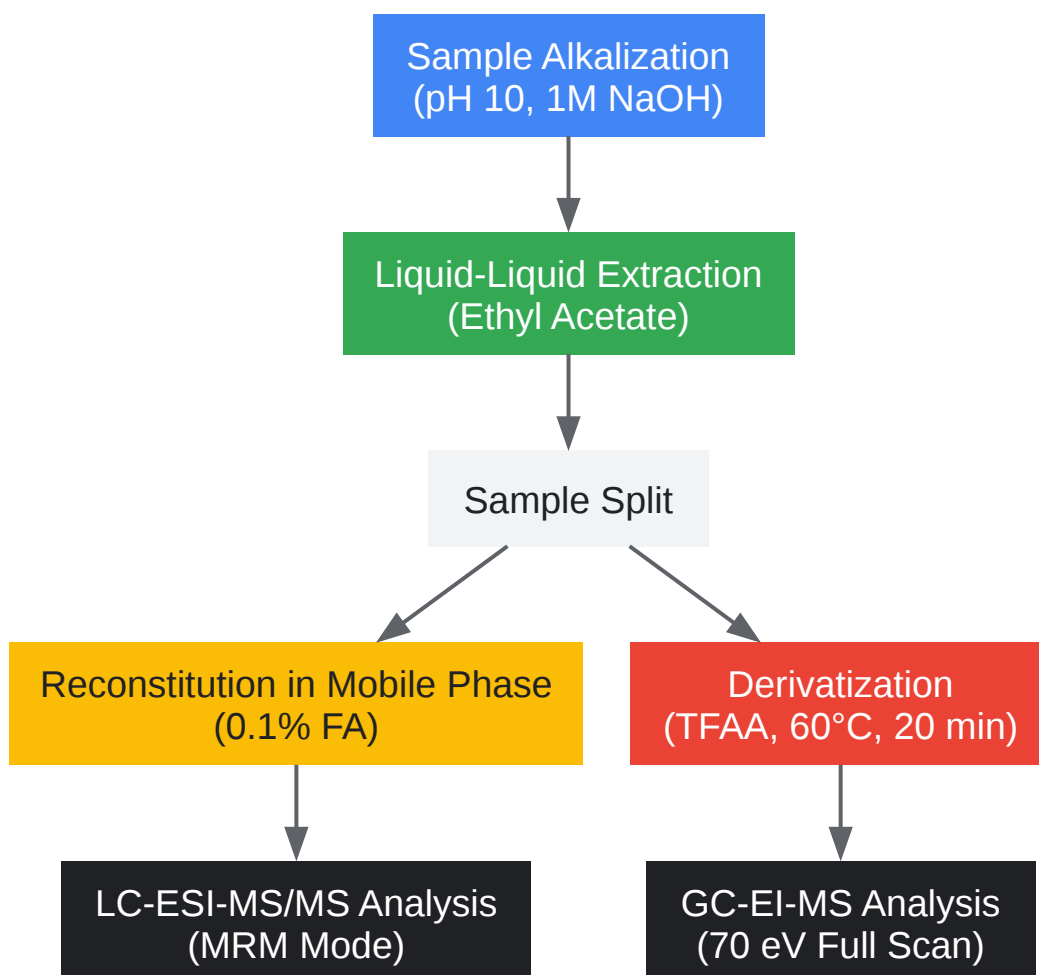 Sample Alkalization
(pH 10, 1M NaOH)
Liquid-Liquid Extraction
(Ethyl Acetate)
Sample Split
Reconstitution in Mobile Phase
(0.1% FA)
Derivatization
(TFAA, 60°C, 20 min)
LC-ESI-MS/MS Analysis
(MRM Mode)
GC-EI-MS Analysis
(70 eV Full Scan)